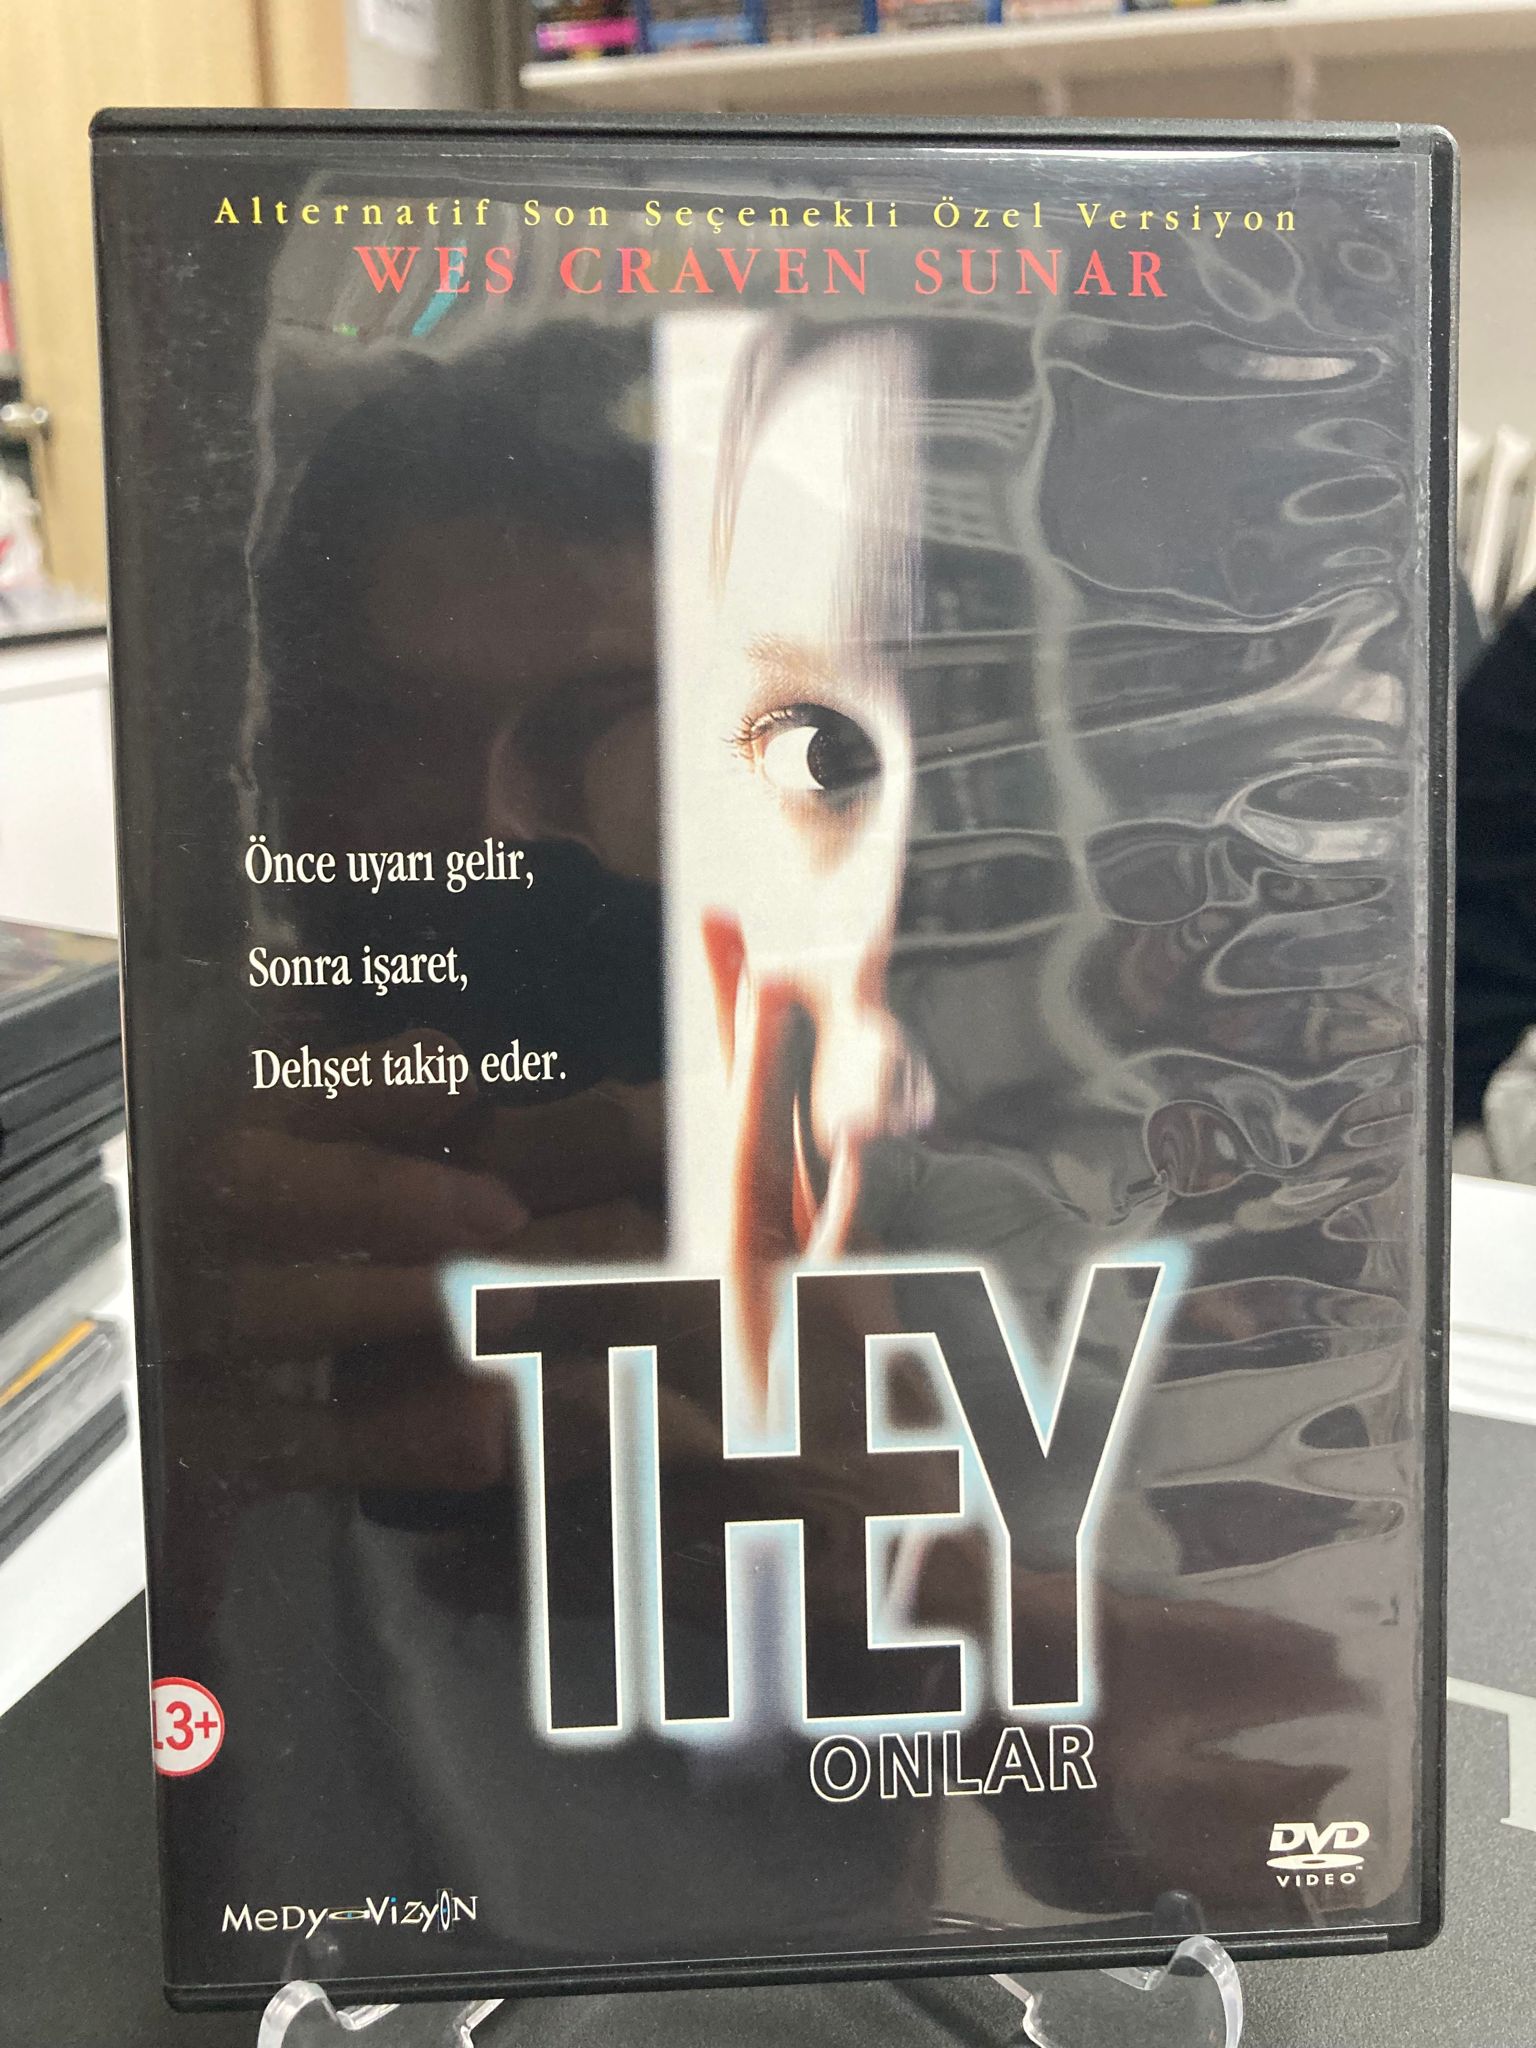 Alternatif Son Seçenekli Özel Versiyon
WES CRAVEN SUNAR
Önce uyarı gelir,
Sonra işaret,
Dehşet takip eder.
THEY
ONLAR
13+
DVD
VIDEO
MeDyaVizyoN